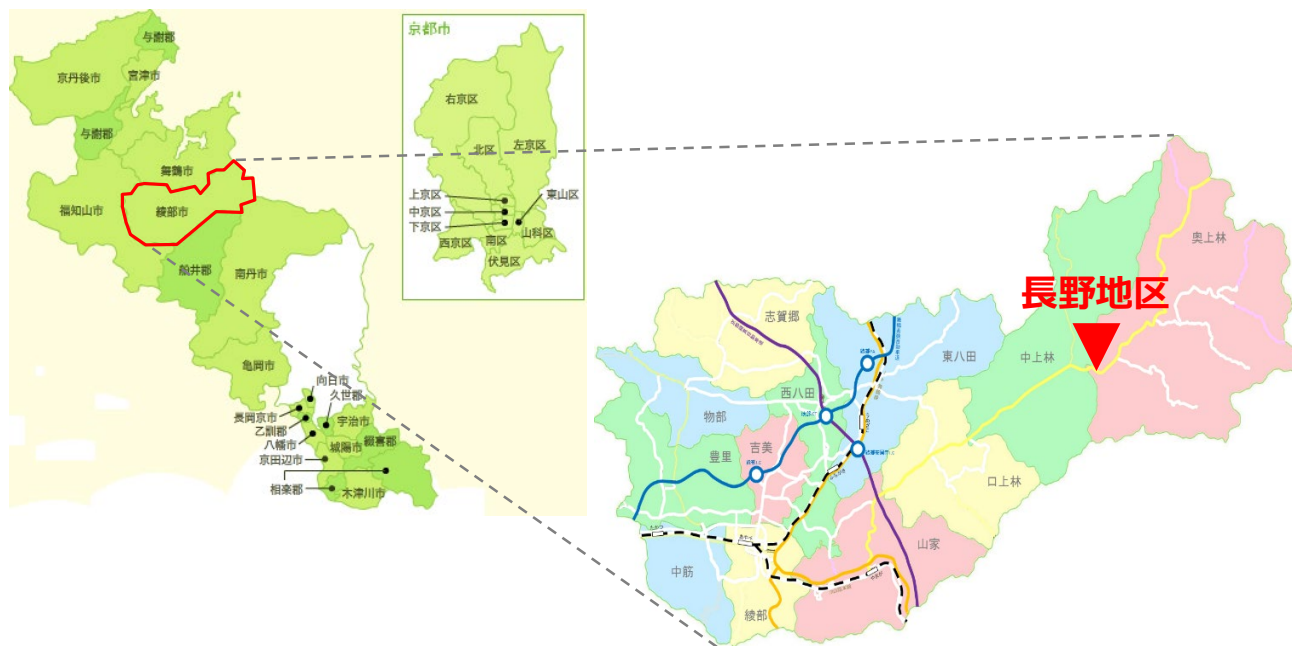 与謝郡
京丹後市
宮津市
与謝郡
舞鶴市
福知山市
綾部市
船井郡
南丹市
亀岡市
向日市
久世郡
長岡京市
乙訓郡
八幡市
宇治市
城陽市
綴喜郡
京田辺市
相楽郡
木津川市
京都市
右京区
北区
左京区
上京区
中京区
下京区
東山区
西京区
南区
山科区
伏見区
長野地区
奥上林
中上林
口上林
志賀郷
東八田
西八田
物部
吉美
豊里
山家
中筋
綾部